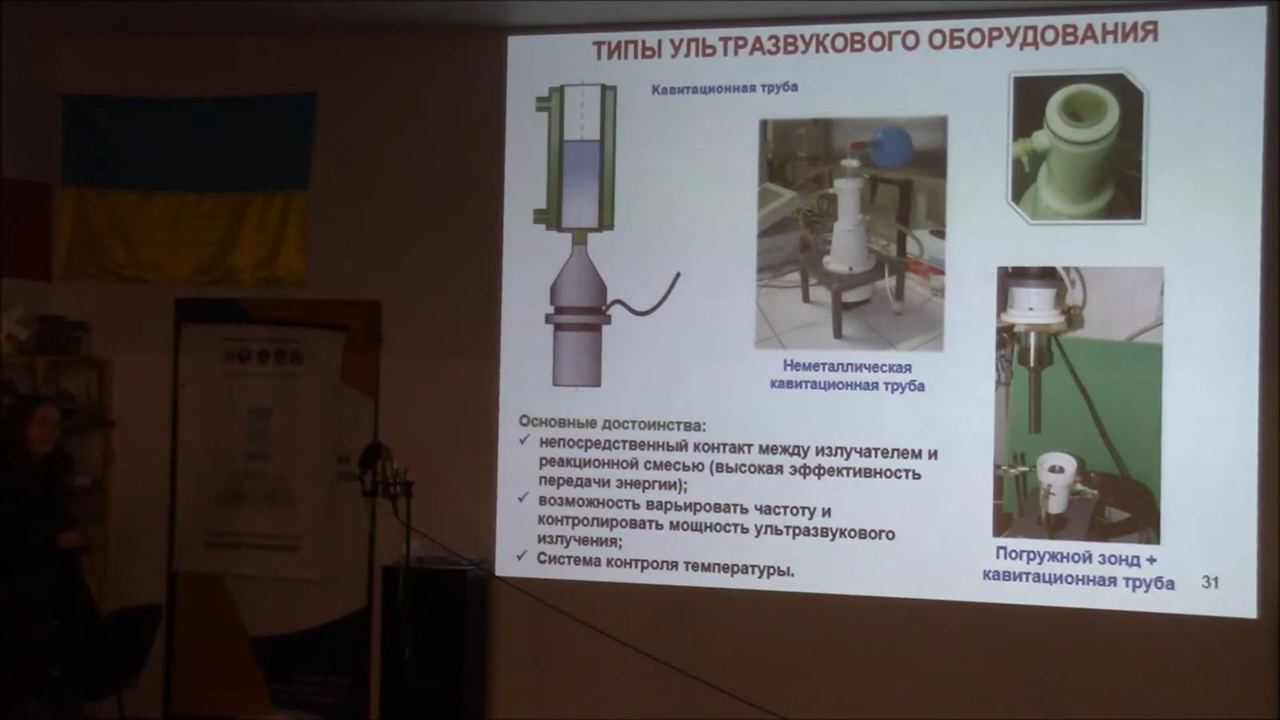 ТИПЫ УЛЬТРАЗВУКОВОГО ОБОРУДОВАНИЯ
Кавитационная труба
Неметаллическая
кавитационная труба
Основные достоинства:
непосредственный контакт между излучателем и
реакционной смесью (высокая эффективность
передачи энергии);
возможность варьировать частоту и
контролировать мощность ультразвукового
излучения;
Система контроля температуры.
Погружной зонд +
кавитационная труба
31